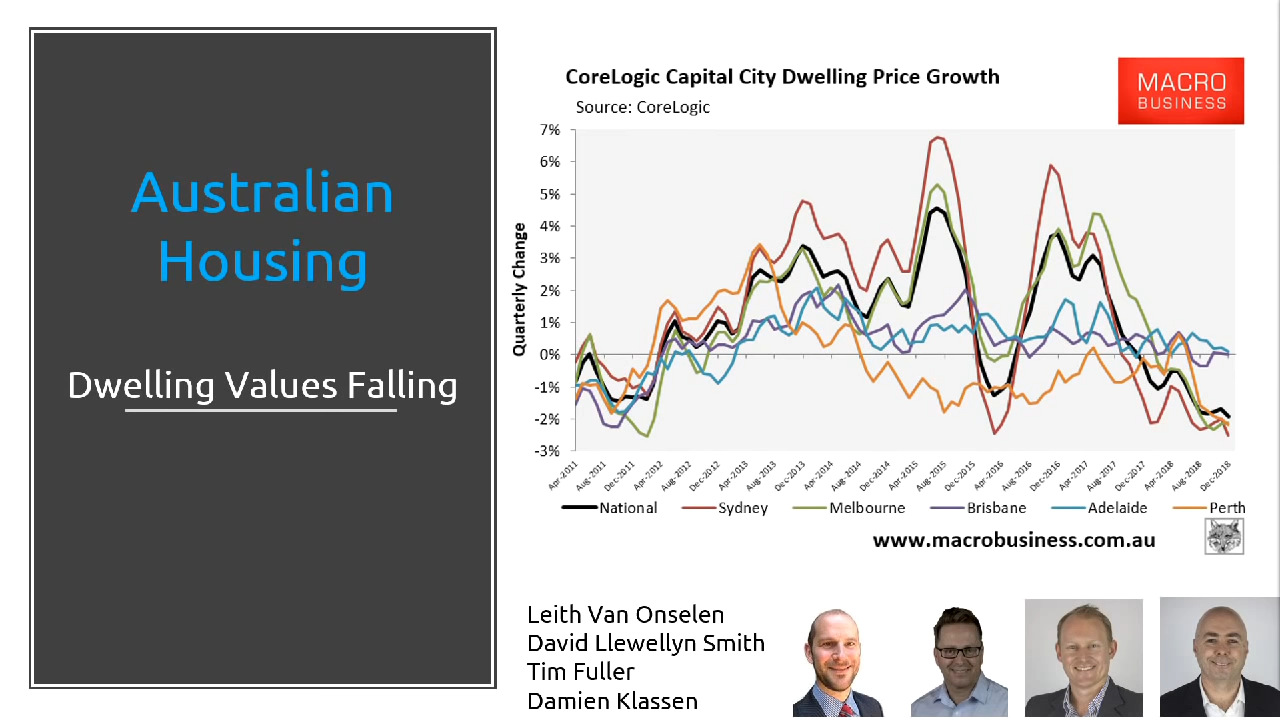 Australian
Housing
Dwelling Values Falling
CoreLogic Capital City Dwelling Price Growth
Source: CoreLogic
MACRO
BUSINESS
Quarterly Change
7%
6%
5%
4%
3%
2%
1%
0%
-1%
-2%
-3%
Apr-2011
Aug-2011
Dec-2011
Apr-2012
Aug-2012
Dec-2012
Apr-2013
Aug-2013
Dec-2013
Apr-2014
Aug-2014
Dec-2014
Apr-2015
Aug-2015
Dec-2015
Apr-2016
Aug-2016
Dec-2016
Apr-2017
Aug-2017
Dec-2017
Apr-2018
Aug-2018
Dec-2018
National Sydney Melbourne Brisbane Adelaide Perth
www.macrobusiness.com.au
Leith Van Onselen
David Llewellyn Smith
Tim Fuller
Damien Klassen